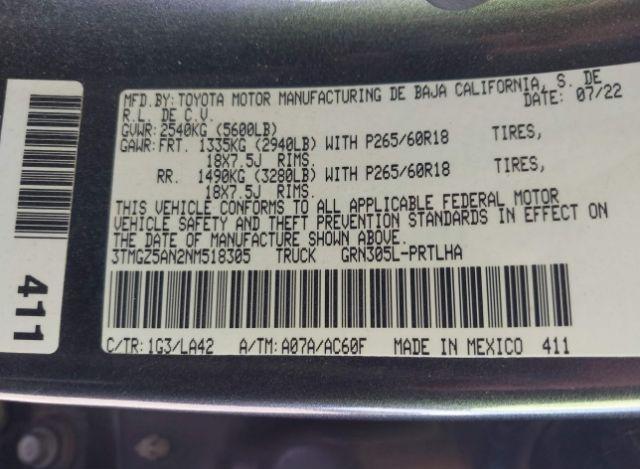 MFD.BY: TOYOTA MOTOR MANUFACTURING DE BAJA CALIFORNIA, S. DE
R.L. DE C.V. DATE: 07/22
GVWR: 2540KG (5600LB)
GAWR: FRT. 1335KG (2940LB) WITH P265/60R18 TIRES,
18X7.5J RIMS.
RR. 1490KG (3280LB) WITH P265/60R18 TIRES,
18X7.5J RIMS.
THIS VEHICLE CONFORMS TO ALL APPLICABLE FEDERAL MOTOR
VEHICLE SAFETY AND THEFT PREVENTION STANDARDS IN EFFECT ON
THE DATE OF MANUFACTURE SHOWN ABOVE.
3TMGZ5AN2NM518305 TRUCK GRN305L-PRTLHA
C/TR: 1G3/LA42 A/TM: A07A/AC60F MADE IN MEXICO 411
411